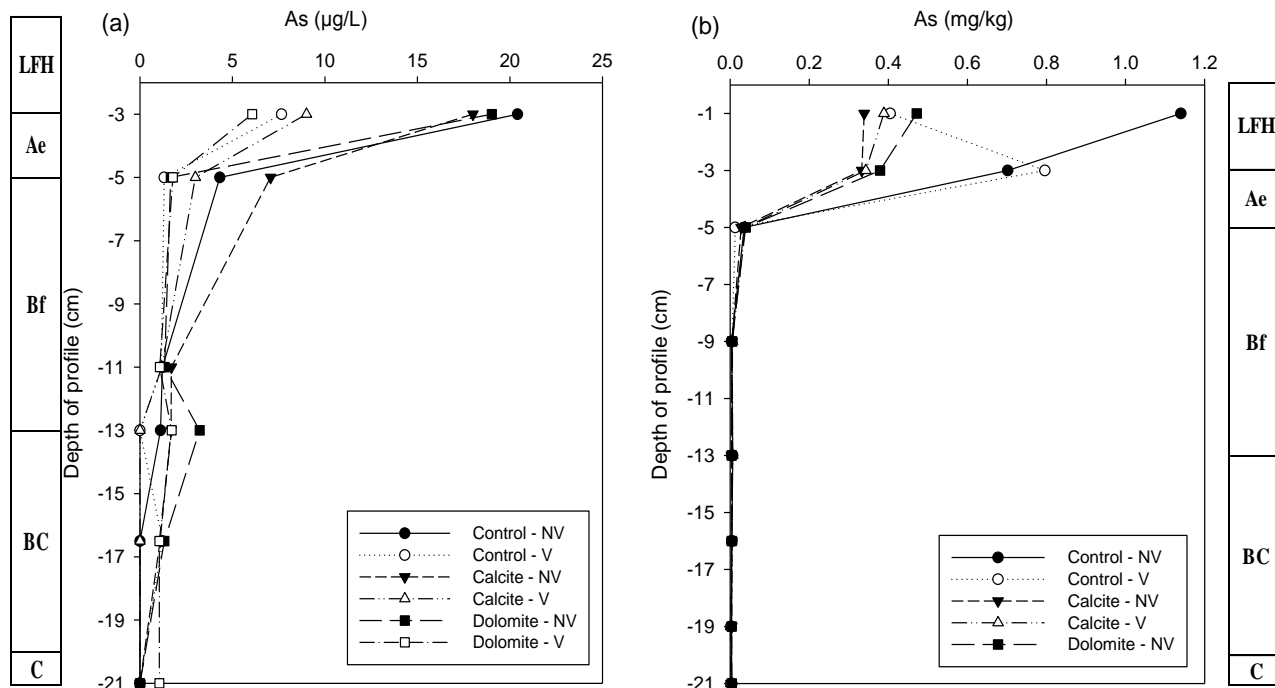 (a)
As (µg/L)
0 5 10 15 20 25
LFH
Ae
Bf
BC
C
Depth of profile (cm)
-3
-5
-7
-9
-11
-13
-15
-17
-19
-21
Control - NV
Control - V
Calcite - NV
Calcite - V
Dolomite - NV
Dolomite - V
(b)
As (mg/kg)
0.0 0.2 0.4 0.6 0.8 1.0 1.2
Depth of profile (cm)
-1
-3
-5
-7
-9
-11
-13
-15
-17
-19
-21
Control - NV
Control - V
Calcite - NV
Calcite - V
Dolomite - NV
LFH
Ae
Bf
BC
C